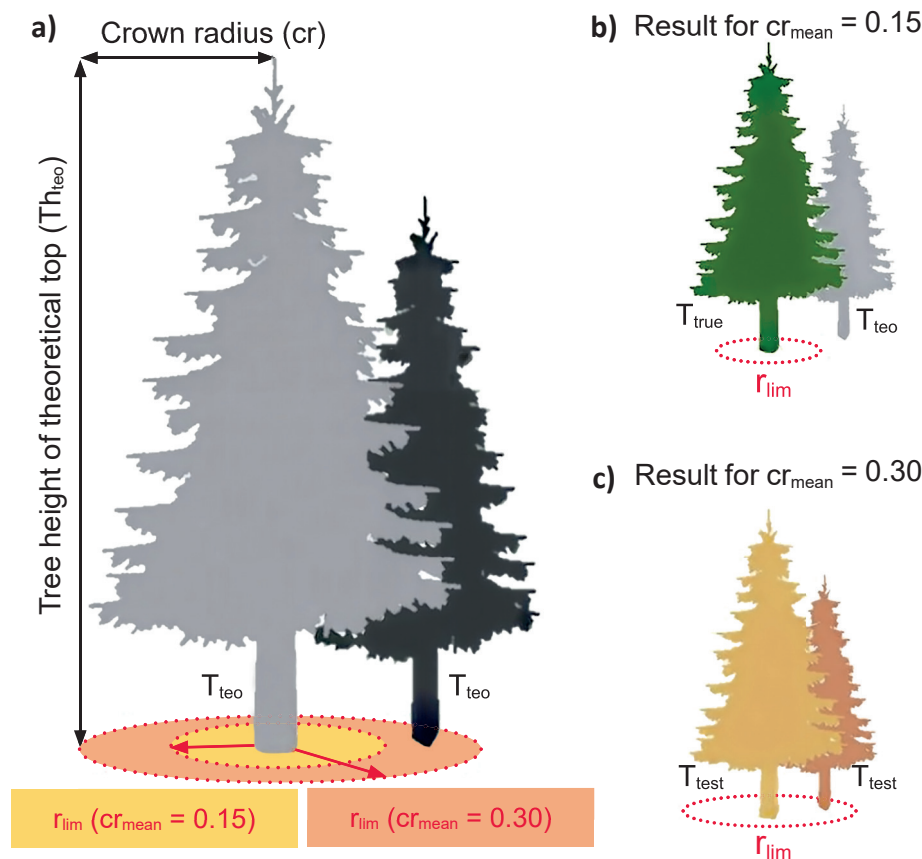 a)
Crown radius (cr)
Tree height of theoretical top (Thteo)
Tteo
Tteo
rlim (crmean = 0.15)
rlim (crmean = 0.30)
b) Result for crmean = 0.15
Ttrue
Tteo
rlim
c) Result for crmean = 0.30
Ttest
Ttest
rlim